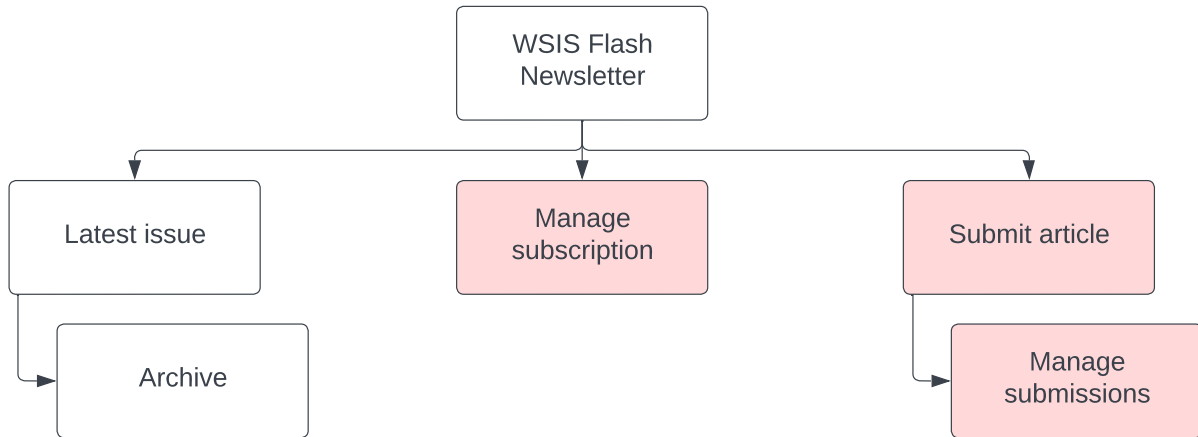 WSIS Flash
Newsletter
Latest issue
Manage
subscription
Submit article
Archive
Manage
submissions